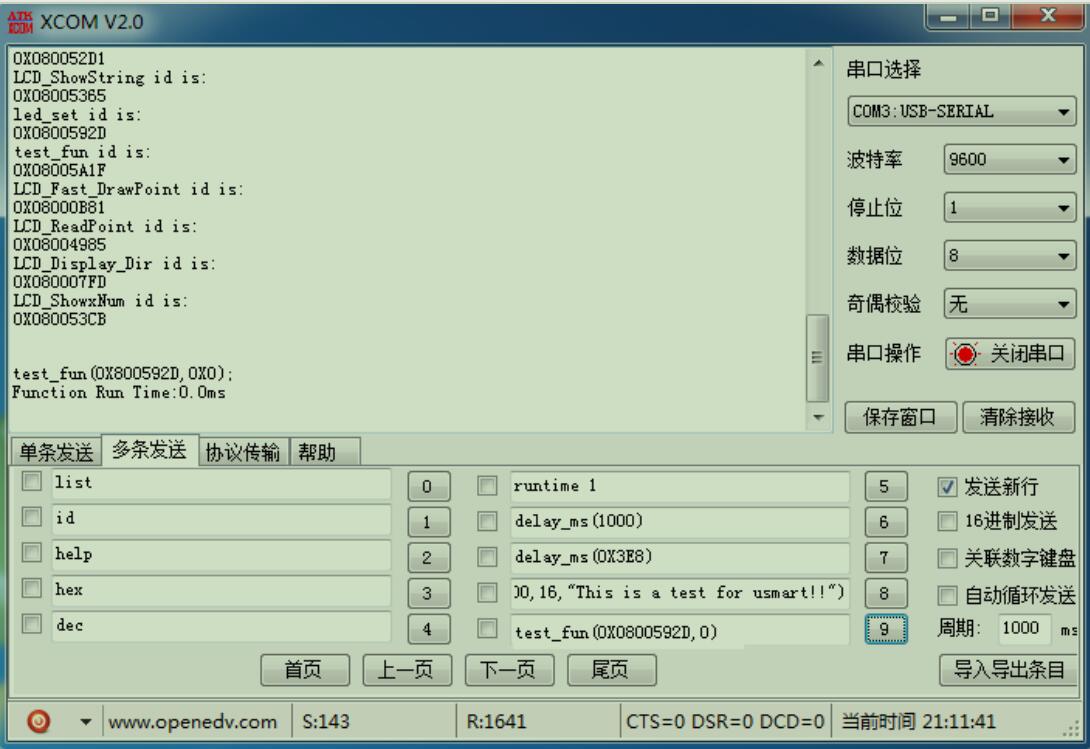 ATK XCOM XCOM V2.0
0X080052D1
LCD_ShowString id is:
0X08005365
led_set id is:
0X0800592D
test_fun id is:
0X08005A1F
LCD_Fast_DrawPoint id is:
0X08000B81
LCD_ReadPoint id is:
0X08004985
LCD_Display_Dir id is:
0X080007FD
LCD_ShowxNum id is:
0X080053CB
test_fun(0X800592D,0X0);
Function Run Time:0.0ms
串口选择
COM3:USB-SERIAL
波特率 9600
停止位 1
数据位 8
奇偶校验 无
串口操作 关闭串口
保存窗口 清除接收
单条发送 多条发送 协议传输 帮助
list 0 runtime 1 5 发送新行
id 1 delay_ms(1000) 6 16进制发送
help 2 delay_ms(0X3E8) 7 关联数字键盘
hex 3 00,16,"This is a test for usmart!!") 8 自动循环发送
dec 4 test_fun(0X0800592D,0) 9 周期: 1000 ms
首页 上一页 下一页 尾页 导入导出条目
www.openedv.com S:143 R:1641 CTS=0 DSR=0 DCD=0 当前时间 21:11:41